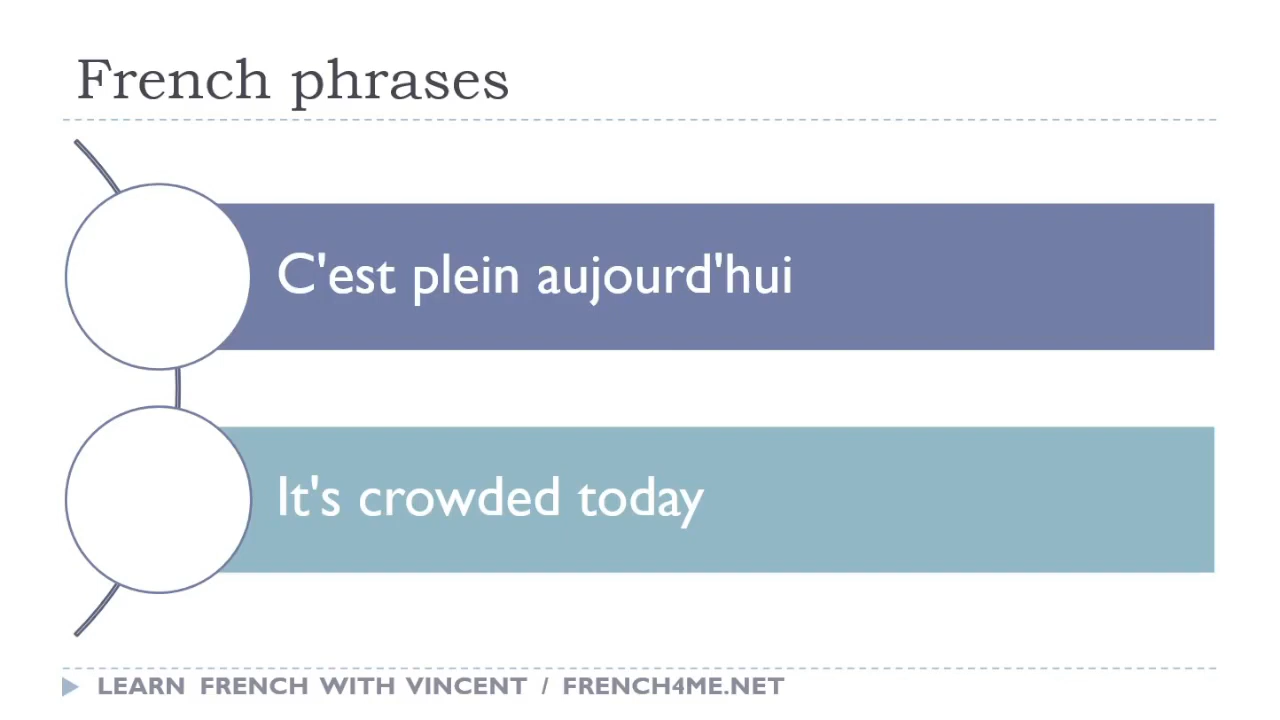 French phrases
C'est plein aujourd'hui
It's crowded today
LEARN FRENCH WITH VINCENT / FRENCH4ME.NET